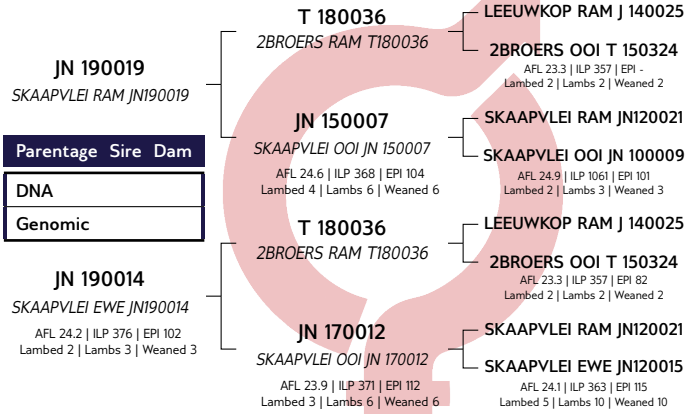 T 180036
2BROERS RAM T180036
LEEUWKOP RAM J 140025
2BROERS OOI T 150324
AFL 23.3 | ILP 357 | EPI -
Lambed 2 | Lambs 2 | Weaned 2
JN 190019
SKAAPVLEI RAM JN190019
JN 150007
SKAAPVLEI OOI JN 150007
AFL 24.6 | ILP 368 | EPI 104
Lambed 4 | Lambs 6 | Weaned 6
SKAAPVLEI RAM JN120021
SKAAPVLEI OOI JN 100009
AFL 24.9 | ILP 1061 | EPI 101
Lambed 2 | Lambs 3 | Weaned 3
Parentage Sire Dam
DNA
Genomic
T 180036
2BROERS RAM T180036
LEEUWKOP RAM J 140025
2BROERS OOI T 150324
AFL 23.3 | ILP 357 | EPI 82
Lambed 2 | Lambs 2 | Weaned 2
JN 190014
SKAAPVLEI EWE JN190014
AFL 24.2 | ILP 376 | EPI 102
Lambed 2 | Lambs 3 | Weaned 3
JN 170012
SKAAPVLEI OOI JN 170012
AFL 23.9 | ILP 371 | EPI 112
Lambed 3 | Lambs 6 | Weaned 6
SKAAPVLEI RAM JN120021
SKAAPVLEI EWE JN120015
AFL 24.1 | ILP 363 | EPI 115
Lambed 5 | Lambs 10 | Weaned 10